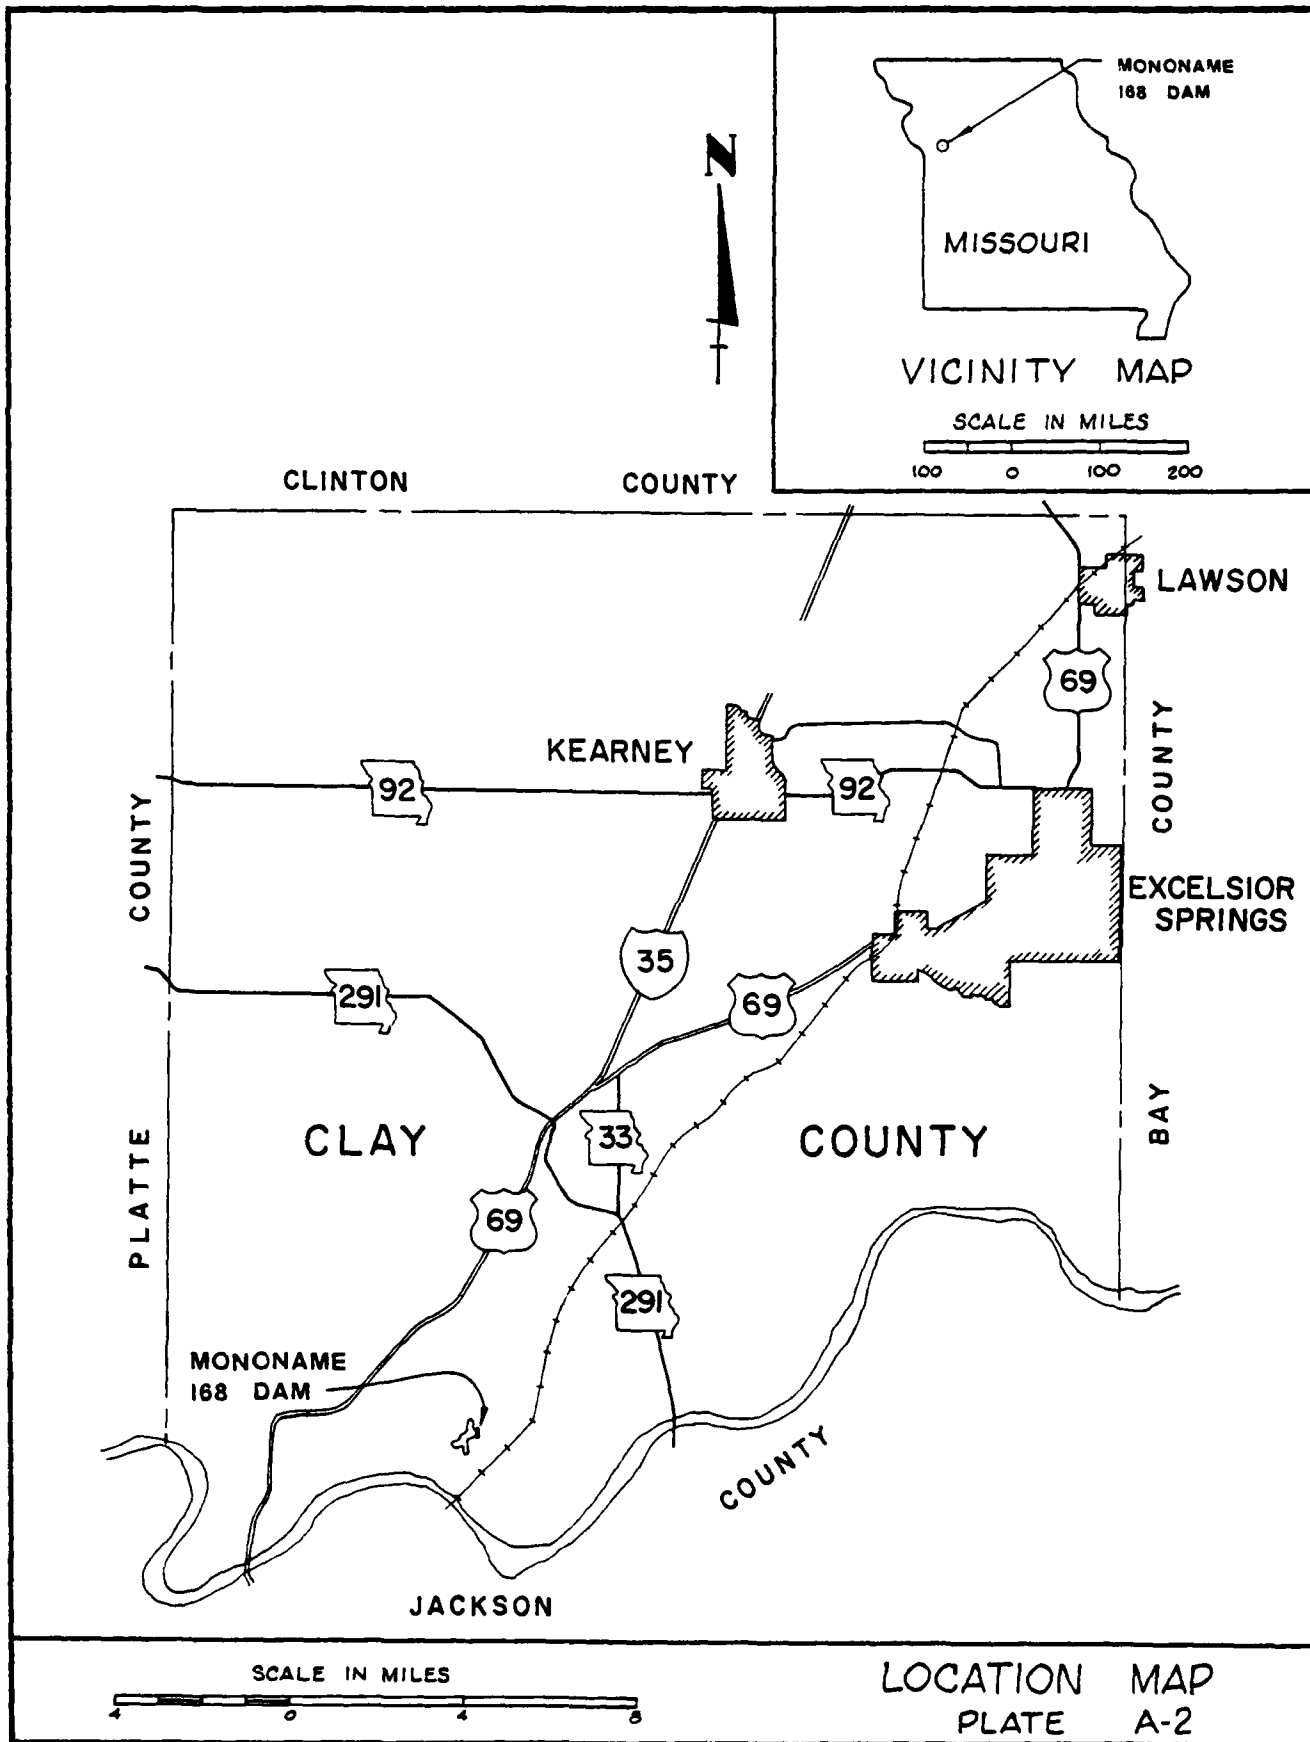 MONONAME
168 DAM
N
MISSOURI
VICINITY MAP
SCALE IN MILES
100 0 100 200
CLINTON COUNTY
LAWSON
69
KEARNEY
COUNTY
92
92
COUNTY
EXCELSIOR
SPRINGS
35
69
291
33
CLAY COUNTY
BAY
PLATTE
69
291
MONONAME
168 DAM
COUNTY
JACKSON
SCALE IN MILES
4 0 4 8
LOCATION MAP
PLATE A-2